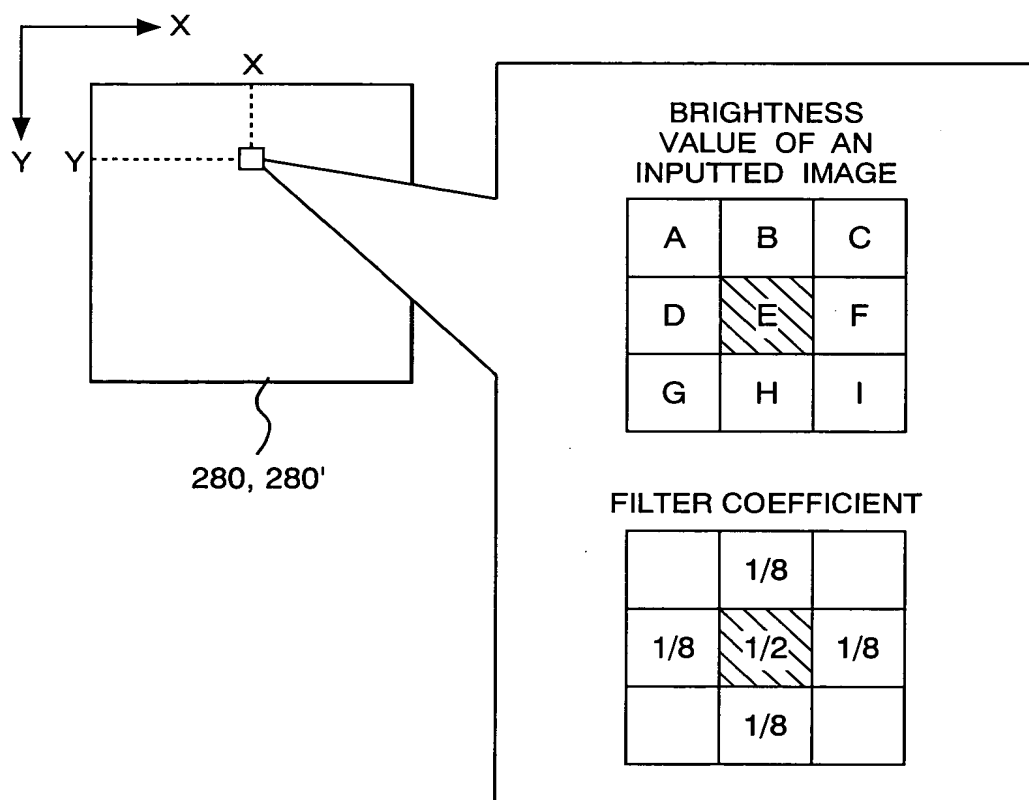 X
Y
X
Y
280, 280'
BRIGHTNESS
VALUE OF AN
INPUTTED IMAGE
A B C
D E F
G H I
FILTER COEFFICIENT
1/8
1/8 1/2 1/8
1/8